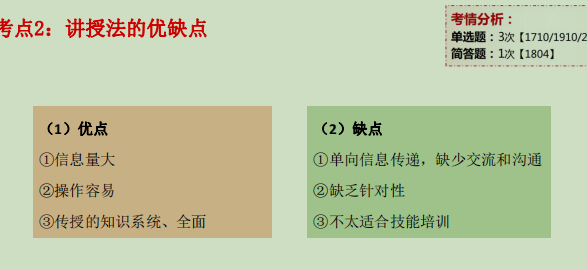 考点2：讲授法的优缺点
考情分析：
单选题：3次【1710/1910/2
简答题：1次【1804】
（1）优点
①信息量大
②操作容易
③传授的知识系统、全面
（2）缺点
①单向信息传递，缺少交流和沟通
②缺乏针对性
③不太适合技能培训